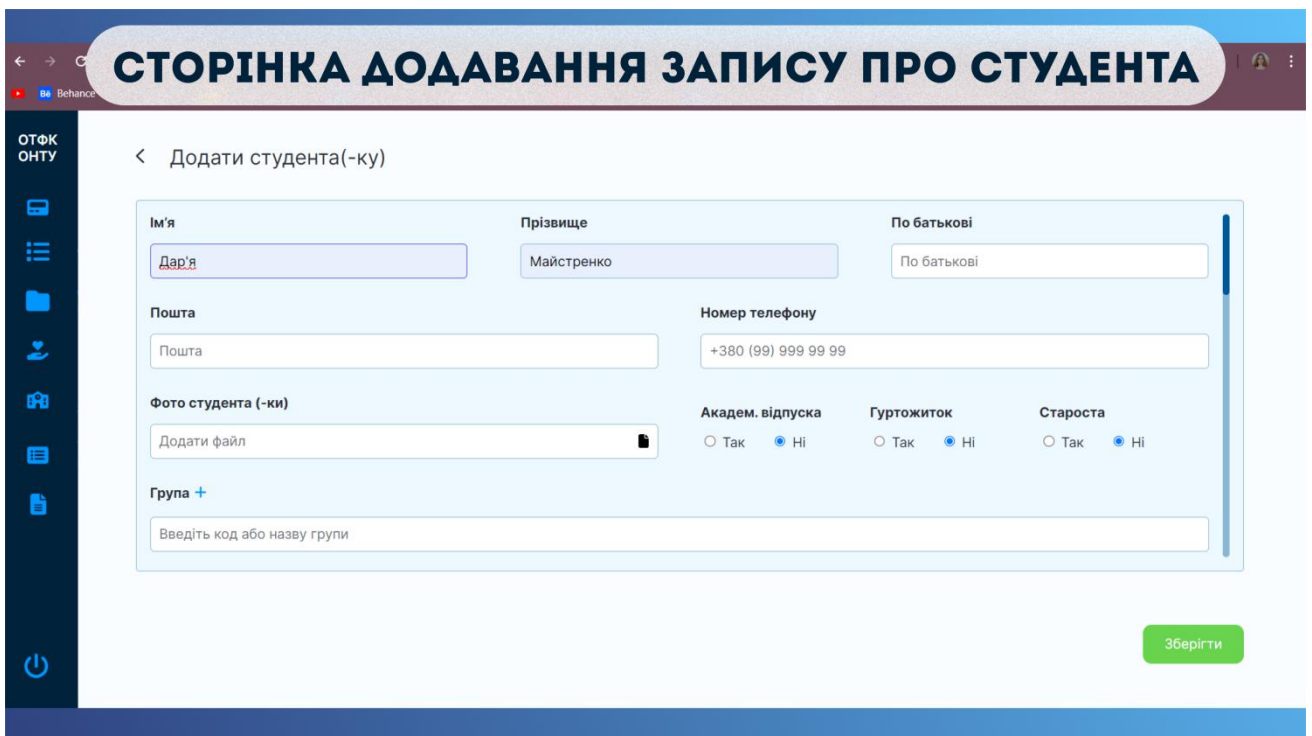 СТОРІНКА ДОДАВАННЯ ЗАПИСУ ПРО СТУДЕНТА
Bē Behance
ОТФК
ОНТУ
Додати студента(-ку)
Ім'я Прізвище По батькові
Дар'я Майстренко По батькові
Пошта Номер телефону
Пошта +380 (99) 999 99 99
Фото студента (-ки) Академ. відпуска Гуртожиток Староста
Додати файл Так Ні Так Ні Так Ні
Група +
Введіть код або назву групи
Зберігти